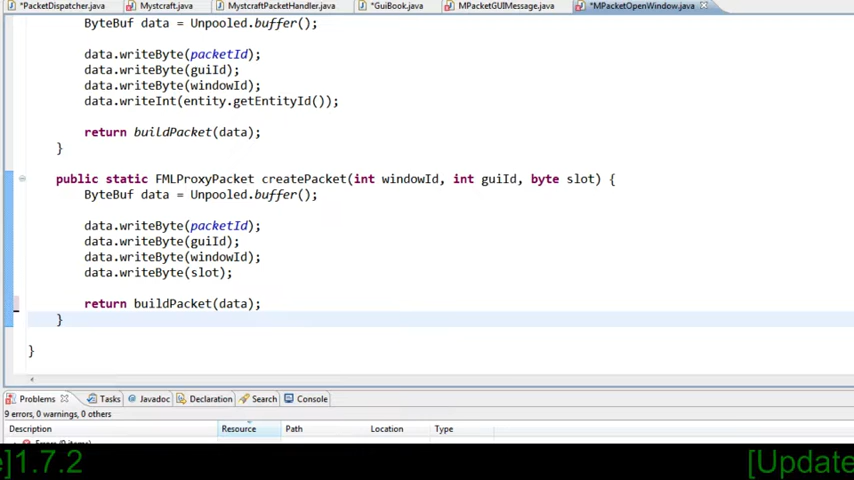 *PacketDispatcher.java Mystcraft.java MystcraftPacketHandler.java *GuiBook.java MPacketGUIMessage.java *MPacketOpenWindow.java
ByteBuf data = Unpooled.buffer();
data.writeByte(packetId);
data.writeByte(guiId);
data.writeByte(windowId);
data.writeInt(entity.getEntityId());
return buildPacket(data);
}
public static FMLProxyPacket createPacket(int windowId, int guiId, byte slot) {
ByteBuf data = Unpooled.buffer();
data.writeByte(packetId);
data.writeByte(guiId);
data.writeByte(windowId);
data.writeByte(slot);
return buildPacket(data);
}
}
Problems Tasks Javadoc Declaration Search Console
9 errors, 0 warnings, 0 others
Description Resource Path Location Type
Errors (9 items)
e]1.7.2 [Update